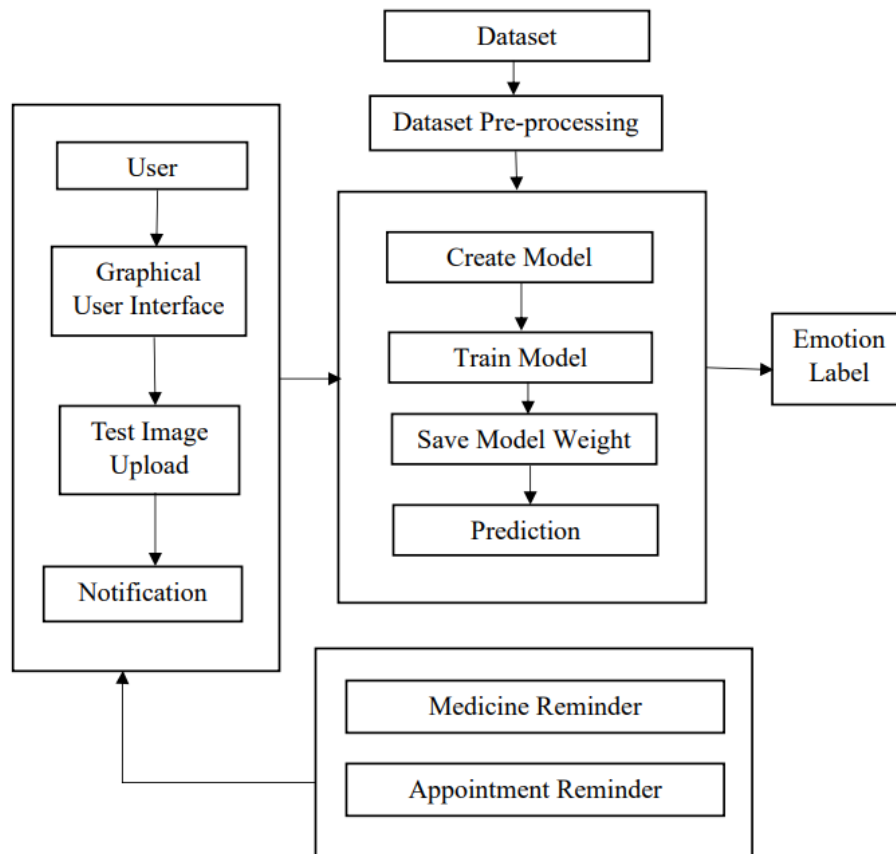 Dataset
Dataset Pre-processing
User
Graphical
User Interface
Test Image
Upload
Notification
Create Model
Train Model
Save Model Weight
Prediction
Emotion
Label
Medicine Reminder
Appointment Reminder